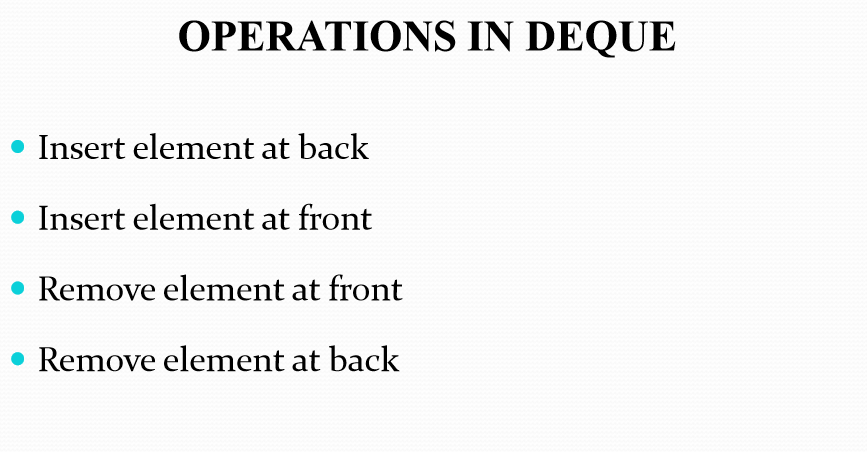 OPERATIONS IN DEQUE
Insert element at back
Insert element at front
Remove element at front
Remove element at back